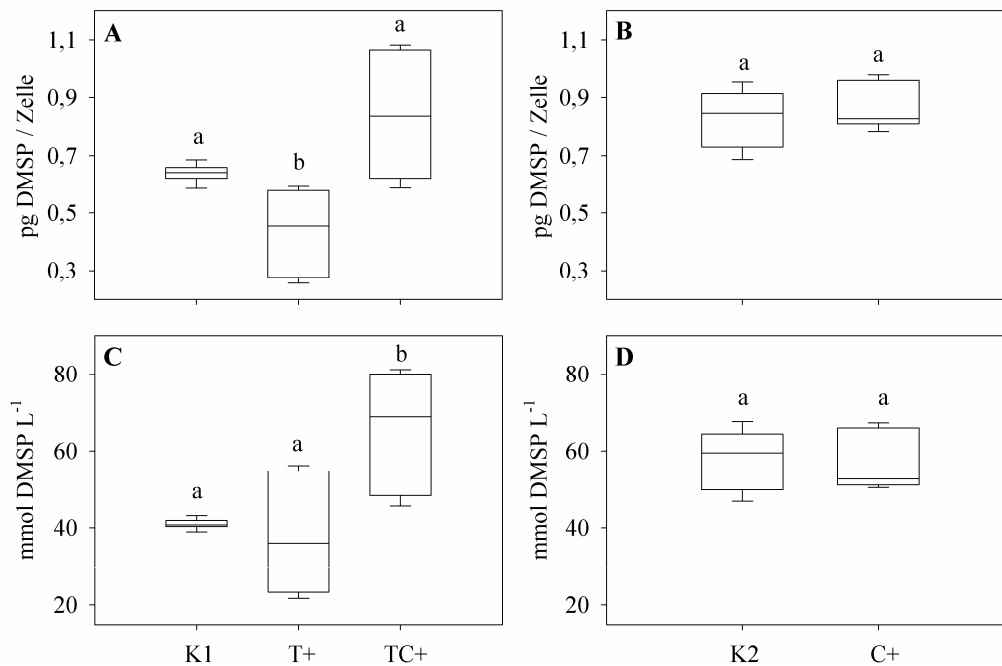 A
B
a
b
a
a
a
pg DMSP / Zelle
1,1
0,9
0,7
0,5
0,3
pg DMSP / Zelle
1,1
0,9
0,7
0,5
0,3
C
D
a
a
b
a
a
mmol DMSP L⁻¹
80
60
40
20
mmol DMSP L⁻¹
80
60
40
20
K1 T+ TC+
K2 C+